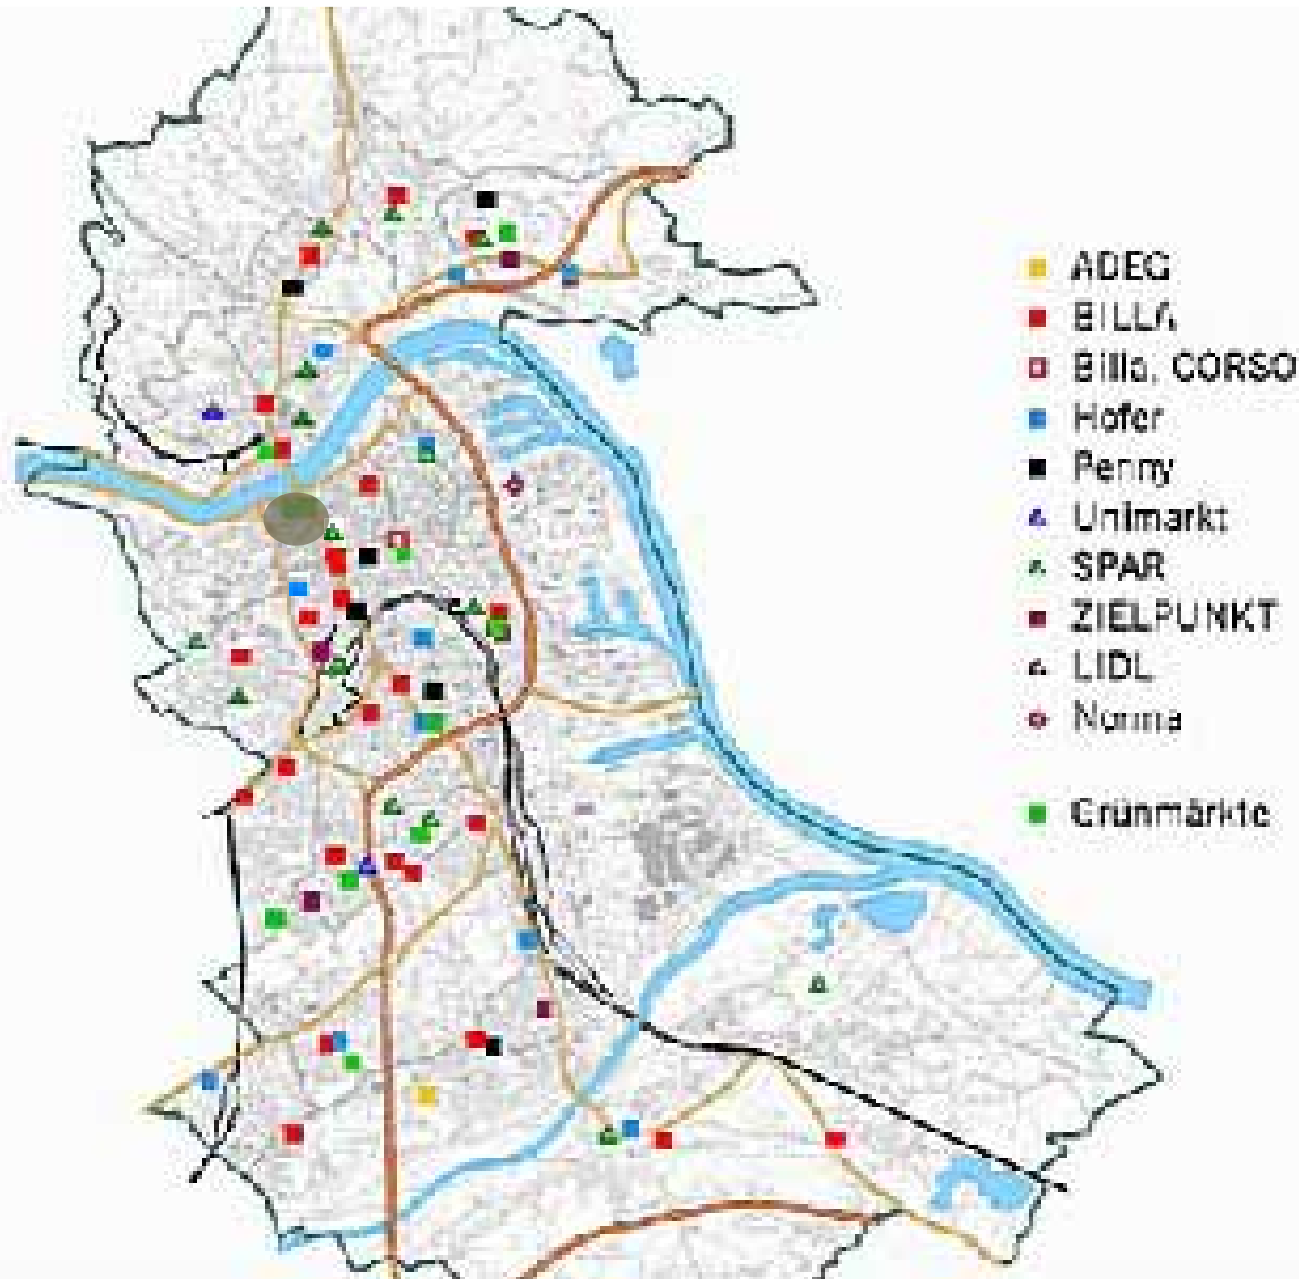 ADEG
BILLA
Billa, CORSO
Hofer
Penny
Unimarkt
SPAR
ZIELPUNKT
LIDL
Norma
Grünmärkte